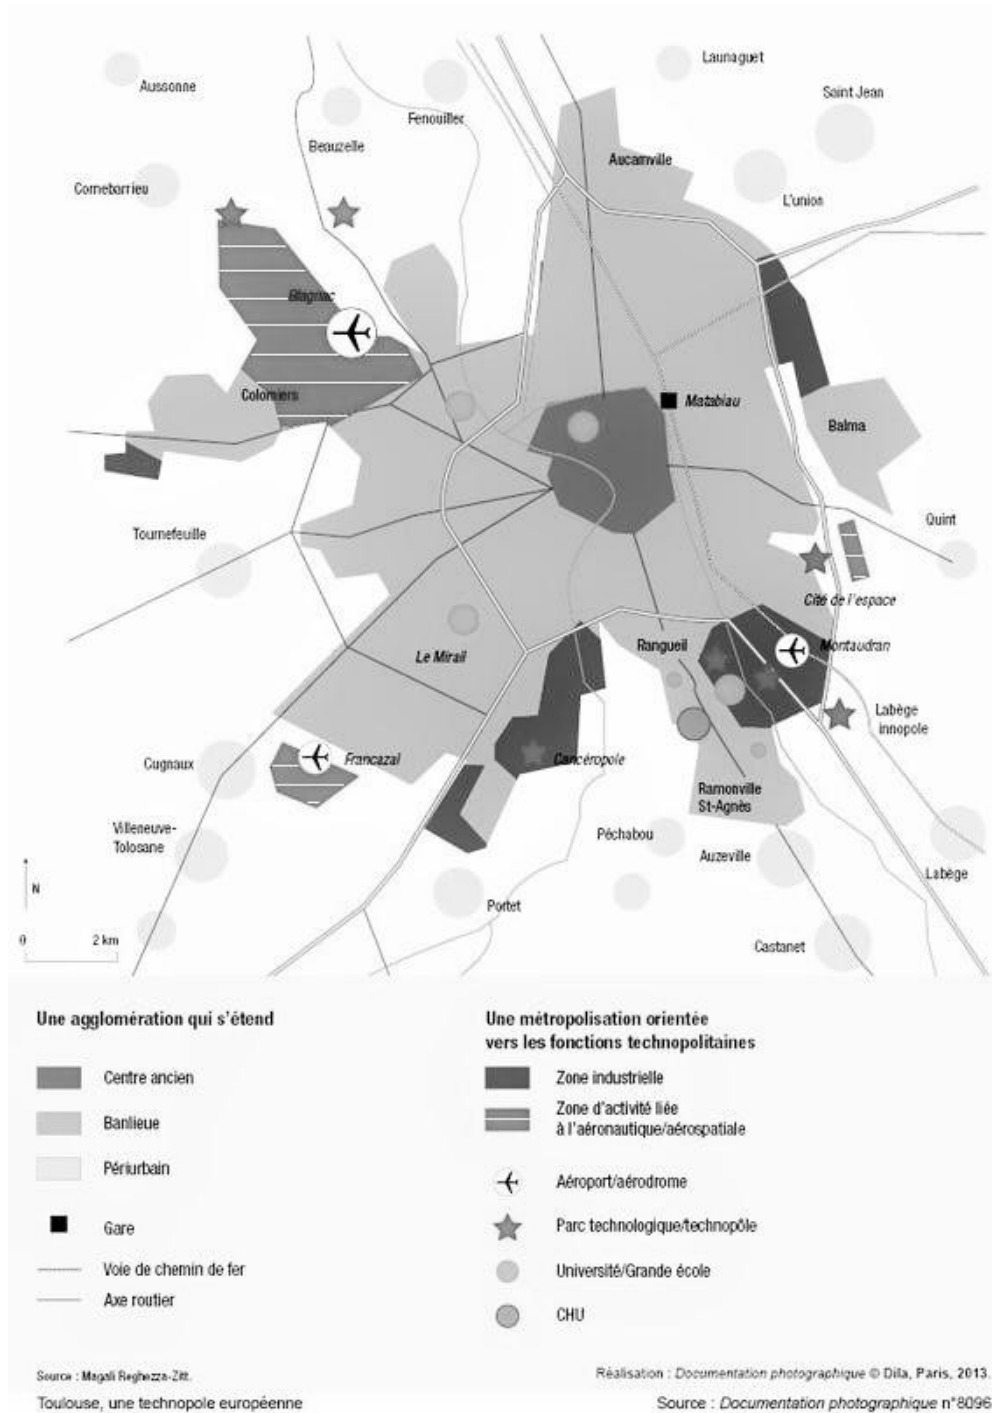 Launaguet
Aussonne
Saint Jean
Fenouiller
Beauzelle
Aucamville
Cornebarrieu
L'union
Blagnac
Colomiers
Matabiau
Balma
Tournefeuille
Quint
Cité de l'espace
Le Mirail
Rangueil
Montaudran
Labège
innopole
Cugnaux
Francazal
Cancéropole
Ramonville
St-Agnès
Villeneuve-
Tolosane
Péchabou
Auzeville
Labège
N
Portet
0 2 km
Castanet
Une agglomération qui s'étend
Centre ancien
Banlieue
Périurbain
Gare
Voie de chemin de fer
Axe routier
Une métropolisation orientée
vers les fonctions technopolitaines
Zone industrielle
Zone d'activité liée
à l'aéronautique/aérospatiale
Aéroport/aérodrome
Parc technologique/technopôle
Université/Grande école
CHU
Source : Magali Reghezza-Zitt.
Réalisation : Documentation photographique © Dila, Paris, 2013.
Toulouse, une technopole européenne
Source : Documentation photographique n°8096